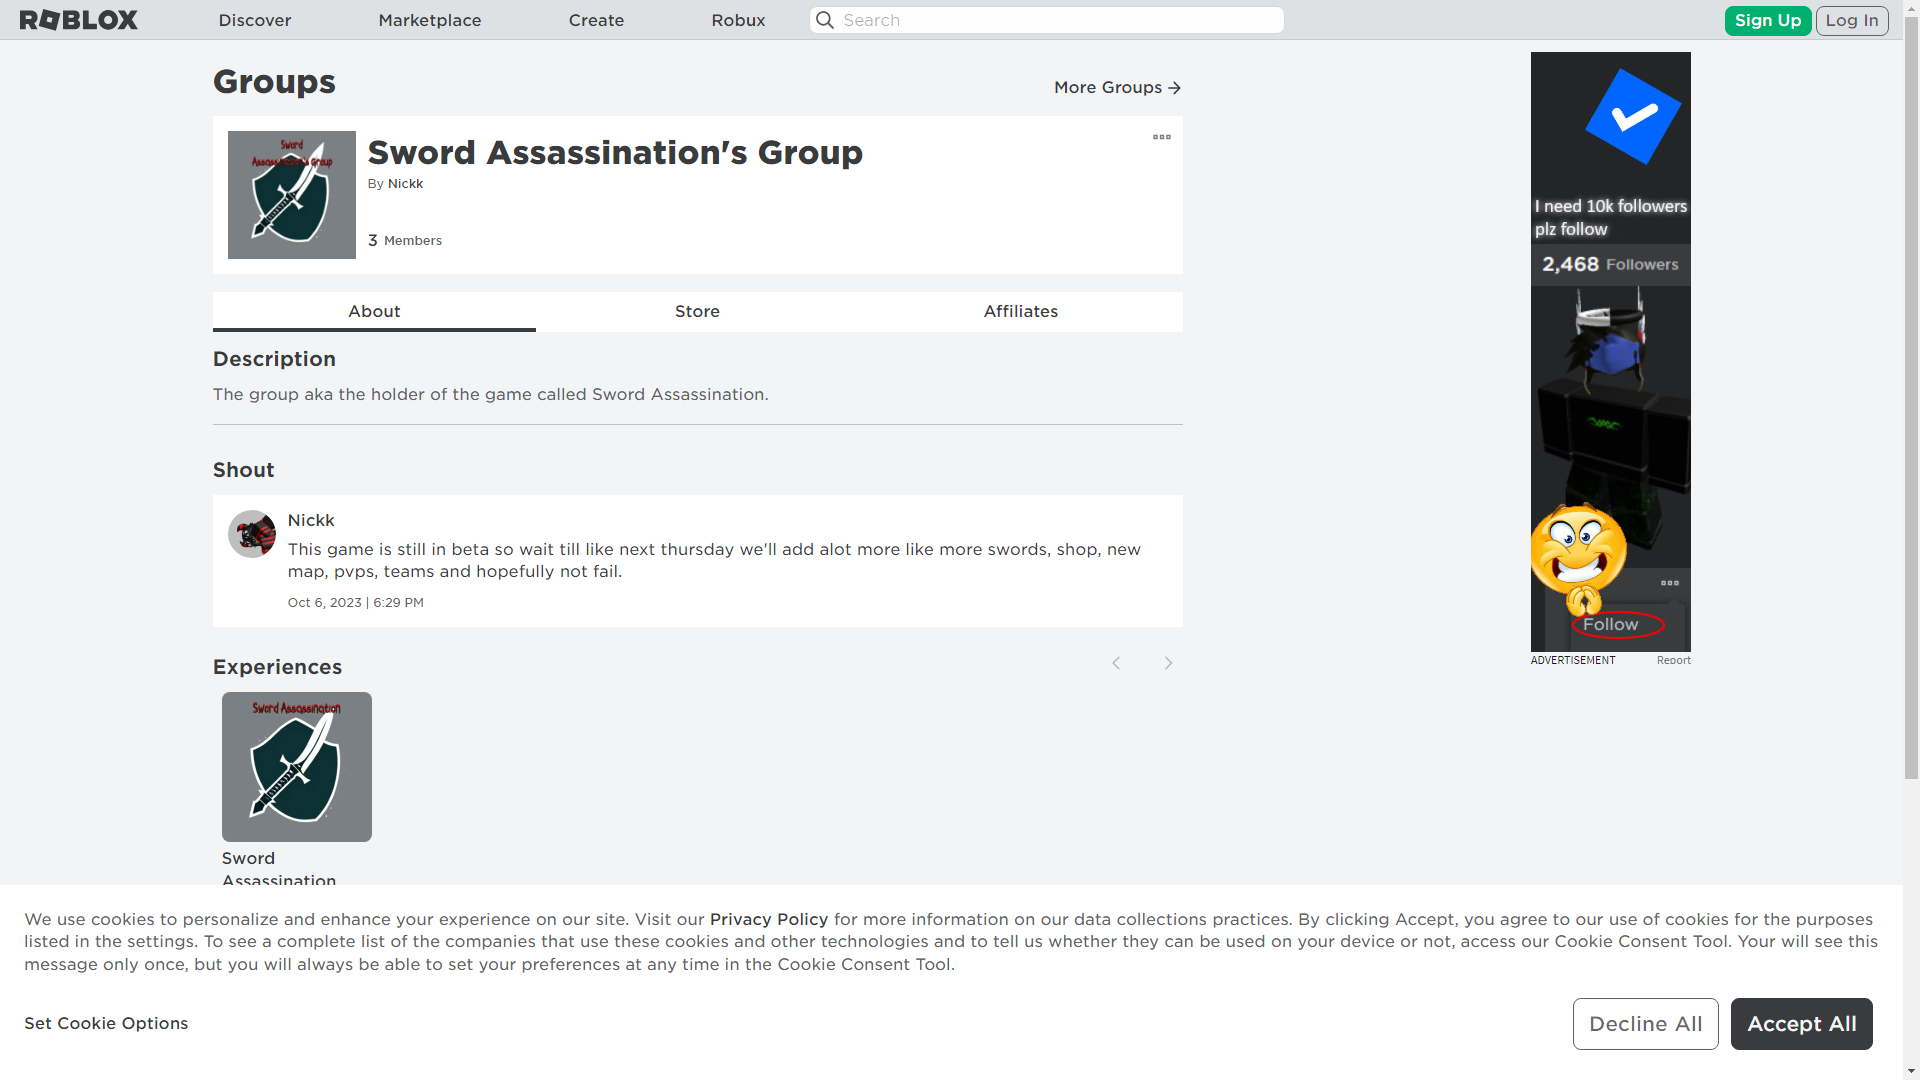 ROBLOX
Discover
Marketplace
Create
Robux
Search
Sign Up
Log In
Groups
More Groups
Sword
Assassination's Group
Sword Assassination's Group
By Nickk
3 Members
About
Store
Affiliates
Description
The group aka the holder of the game called Sword Assassination.
Shout
Nickk
This game is still in beta so wait till like next thursday we'll add alot more like more swords, shop, new
map, pvps, teams and hopefully not fail.
Oct 6, 2023 | 6:29 PM
Experiences
Sword Assassination
Sword
Assassination
I need 10k followers
plz follow
2,468 Followers
Follow
ADVERTISEMENT
Report
We use cookies to personalize and enhance your experience on our site. Visit our Privacy Policy for more information on our data collections practices. By clicking Accept, you agree to our use of cookies for the purposes
listed in the settings. To see a complete list of the companies that use these cookies and other technologies and to tell us whether they can be used on your device or not, access our Cookie Consent Tool. Your will see this
message only once, but you will always be able to set your preferences at any time in the Cookie Consent Tool.
Set Cookie Options
Decline All
Accept All